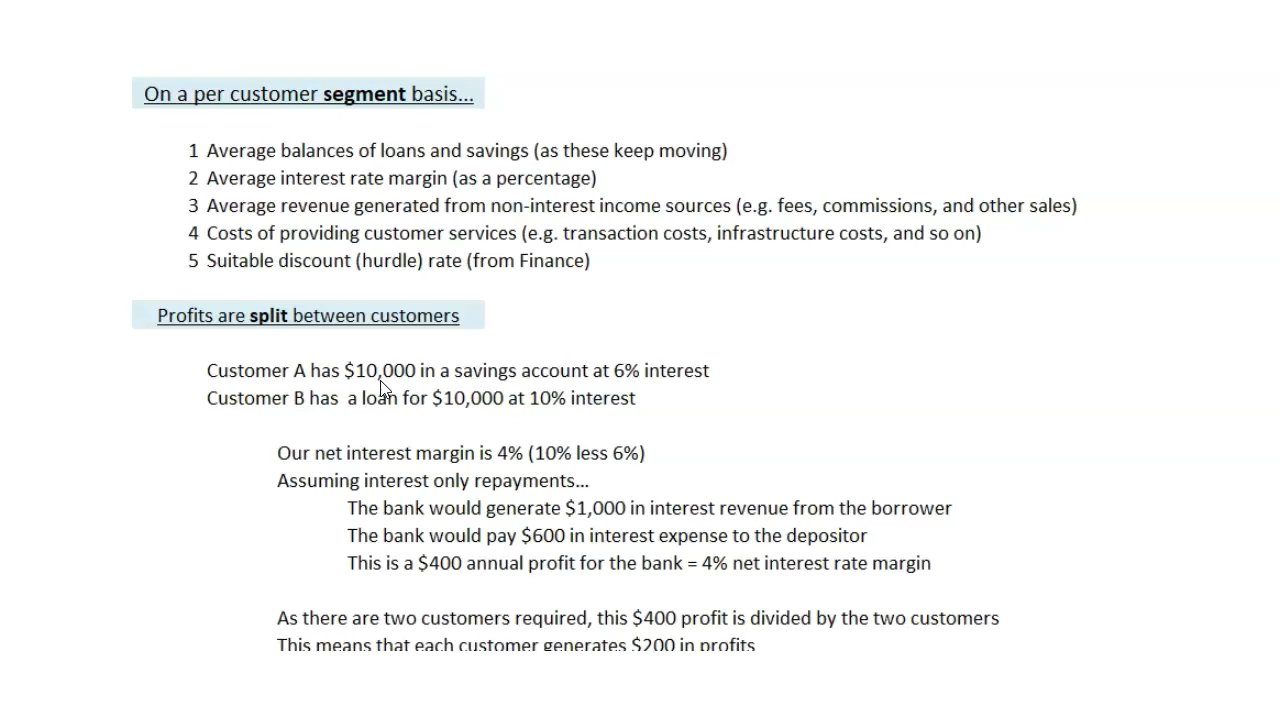 On a per customer segment basis...
1 Average balances of loans and savings (as these keep moving)
2 Average interest rate margin (as a percentage)
3 Average revenue generated from non-interest income sources (e.g. fees, commissions, and other sales)
4 Costs of providing customer services (e.g. transaction costs, infrastructure costs, and so on)
5 Suitable discount (hurdle) rate (from Finance)
Profits are split between customers
Customer A has $10,000 in a savings account at 6% interest
Customer B has a loan for $10,000 at 10% interest
Our net interest margin is 4% (10% less 6%)
Assuming interest only repayments...
The bank would generate $1,000 in interest revenue from the borrower
The bank would pay $600 in interest expense to the depositor
This is a $400 annual profit for the bank = 4% net interest rate margin
As there are two customers required, this $400 profit is divided by the two customers
This means that each customer generates $200 in profits